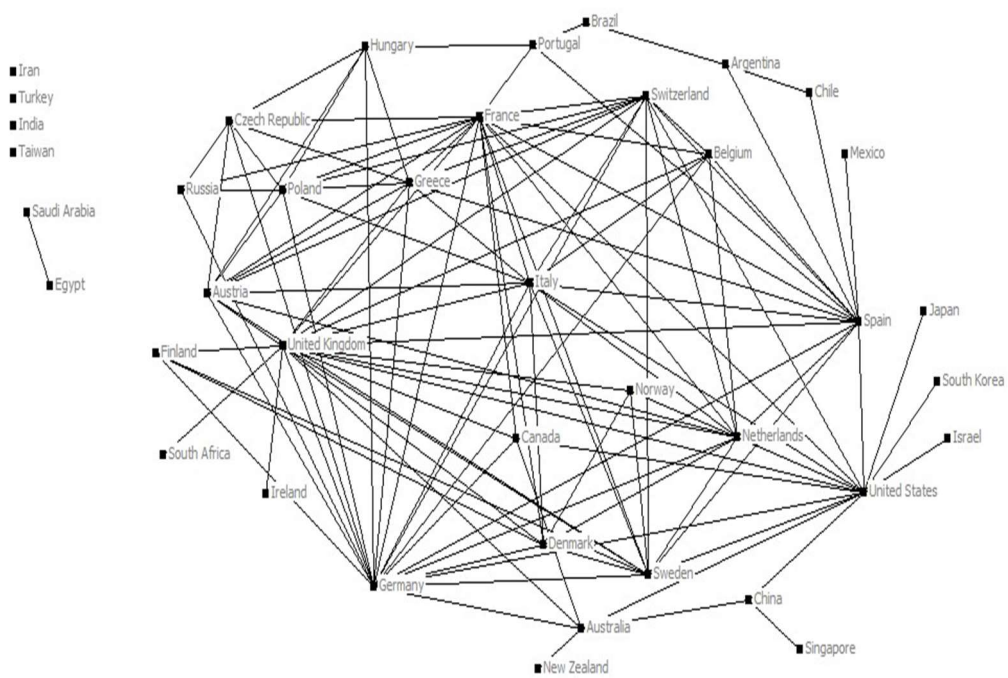 Brazil
Hungary
Portugal
Argentina
Iran
Chile
Turkey
Switzerland
France
Czech Republic
India
Taiwan
Belgium
Mexico
Greece
Russia
Poland
Saudi Arabia
Italy
Egypt
Austria
Japan
Spain
United Kingdom
Finland
South Korea
Norway
Canada
Netherlands
Israel
South Africa
Ireland
United States
Denmark
Sweden
Germany
China
Australia
Singapore
New Zealand